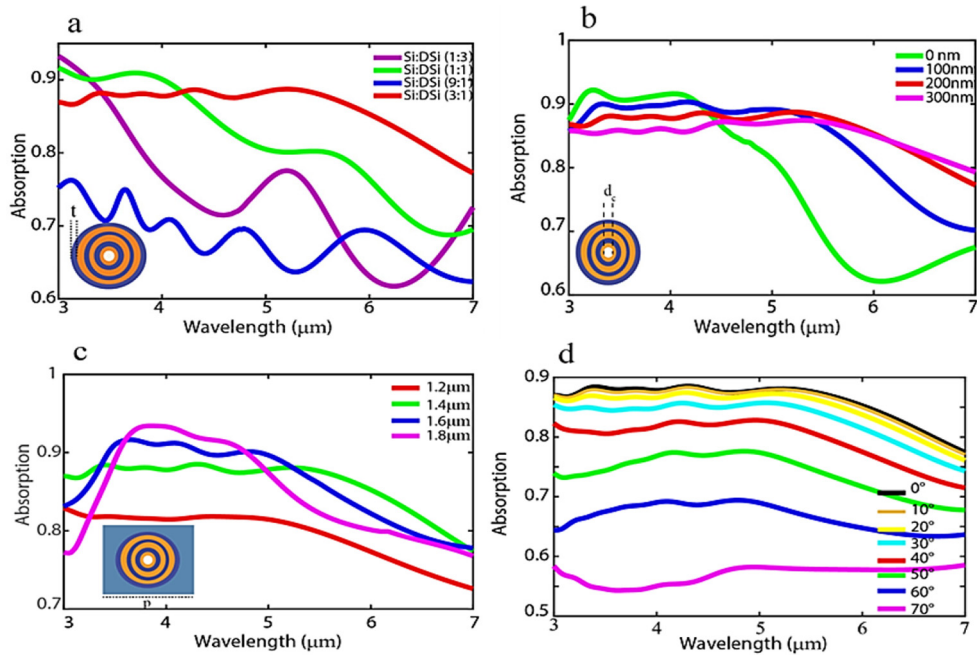 a
Si:DSi (1:3)
Si:DSi (1:1)
Si:DSi (9:1)
Si:DSi (3:1)
0.9
0.8
0.7
0.6
Absorption
t
3 4 5 6 7
Wavelength (μm)
b
0 nm
100nm
200nm
300nm
1
0.9
0.8
0.7
0.6
Absorption
dc
3 4 5 6 7
Wavelength (μm)
c
1.2μm
1.4μm
1.6μm
1.8μm
1
0.9
0.8
0.7
Absorption
p
3 4 5 6 7
Wavelength (μm)
d
0.9
0.8
0.7
0.6
0.5
Absorption
0°
10°
20°
30°
40°
50°
60°
70°
3 4 5 6 7
Wavelength (μm)